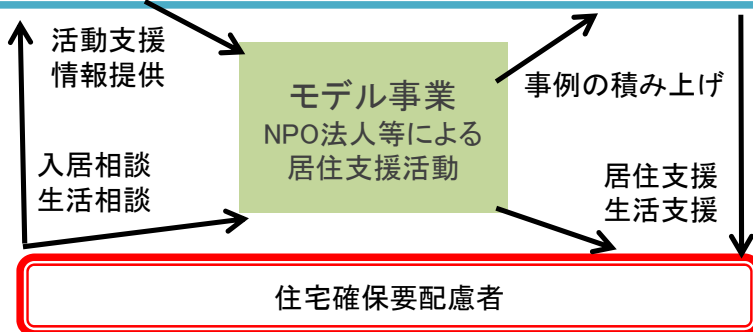 活動支援
情報提供
モデル事業
NPO法人等による
居住支援活動
事例の積み上げ
入居相談
生活相談
居住支援
生活支援
住宅確保要配慮者